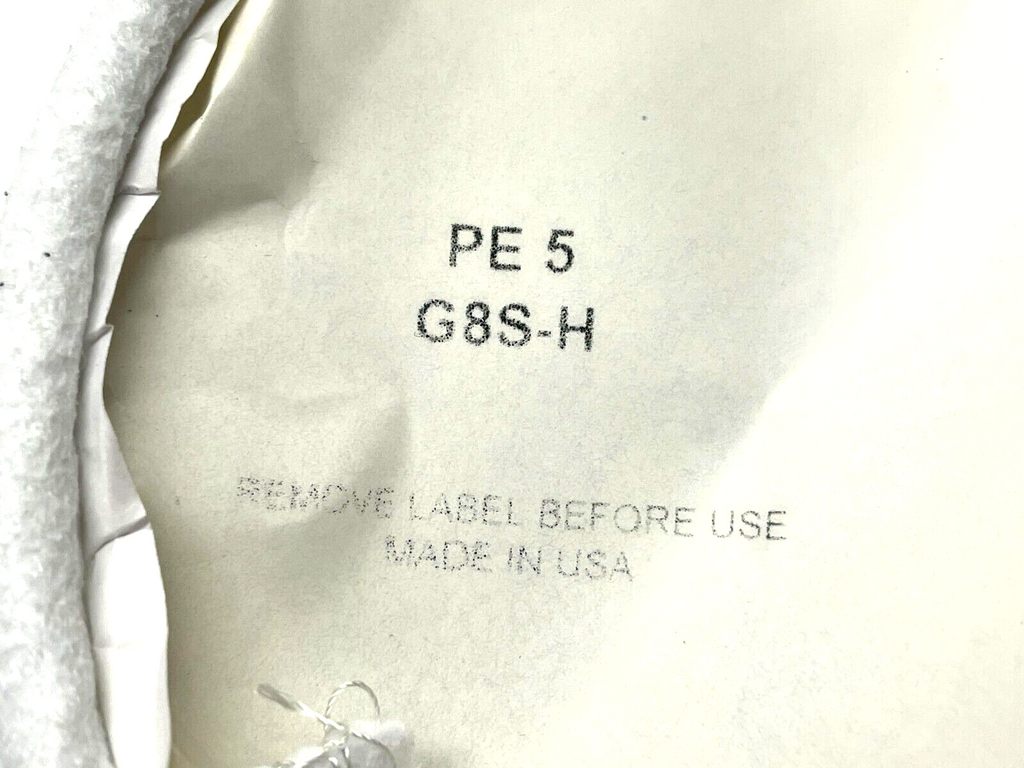 PE 5
G8S-H
REMOVE LABEL BEFORE USE
MADE IN USA